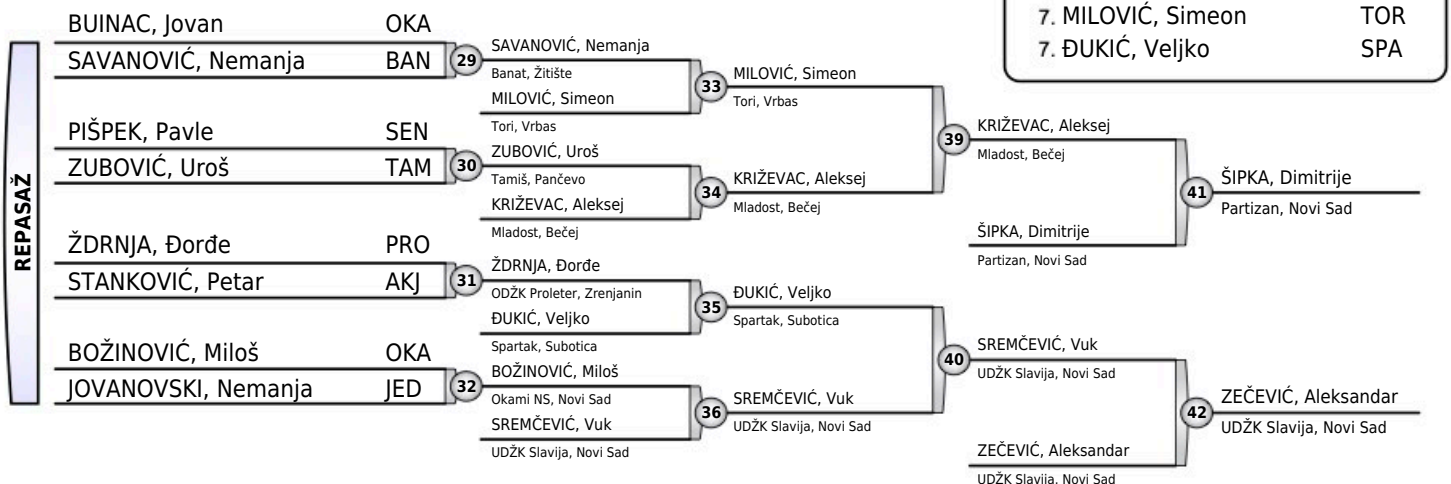 7. MILOVIĆ, Simeon TOR
7. ĐUKIĆ, Veljko SPA
REPASAŽ
BUINAC, Jovan OKA
SAVANOVIĆ, Nemanja BAN
29
PIŠPEK, Pavle SEN
ZUBOVIĆ, Uroš TAM
30
ŽDRNJA, Đorđe PRO
STANKOVIĆ, Petar AKJ
31
BOŽINOVIĆ, Miloš OKA
JOVANOVSKI, Nemanja JED
32
SAVANOVIĆ, Nemanja
Banat, Žitište
MILOVIĆ, Simeon
Tori, Vrbas
33
ZUBOVIĆ, Uroš
Tamiš, Pančevo
KRIŽEVAC, Aleksej
Mladost, Bečej
34
ŽDRNJA, Đorđe
ODŽK Proleter, Zrenjanin
ĐUKIĆ, Veljko
Spartak, Subotica
35
BOŽINOVIĆ, Miloš
Okami NS, Novi Sad
SREMČEVIĆ, Vuk
UDŽK Slavija, Novi Sad
36
MILOVIĆ, Simeon
Tori, Vrbas
KRIŽEVAC, Aleksej
Mladost, Bečej
39
ĐUKIĆ, Veljko
Spartak, Subotica
SREMČEVIĆ, Vuk
UDŽK Slavija, Novi Sad
40
KRIŽEVAC, Aleksej
Mladost, Bečej
ŠIPKA, Dimitrije
Partizan, Novi Sad
41
SREMČEVIĆ, Vuk
UDŽK Slavija, Novi Sad
ZEČEVIĆ, Aleksandar
UDŽK Slavija, Novi Sad
42
ŠIPKA, Dimitrije
Partizan, Novi Sad
ZEČEVIĆ, Aleksandar
UDŽK Slavija, Novi Sad